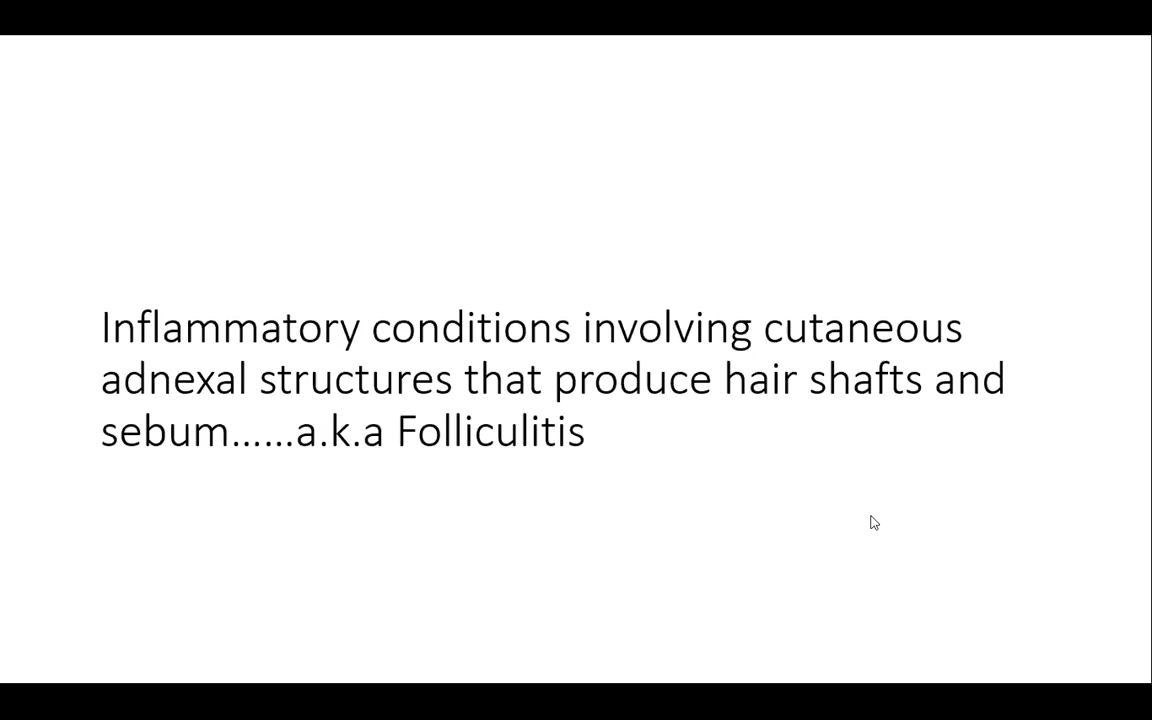 Inflammatory conditions involving cutaneous
adnexal structures that produce hair shafts and
sebum......a.k.a Folliculitis